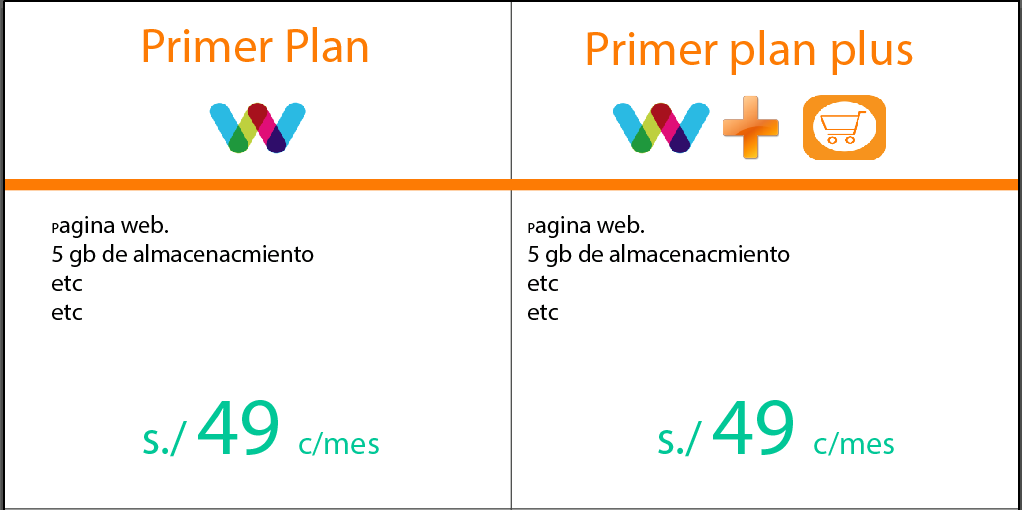 Primer Plan
Pagina web.
5 gb de almacenacmiento
etc
etc
s./ 49 c/mes
Primer plan plus
Pagina web.
5 gb de almacenacmiento
etc
etc
s./ 49 c/mes